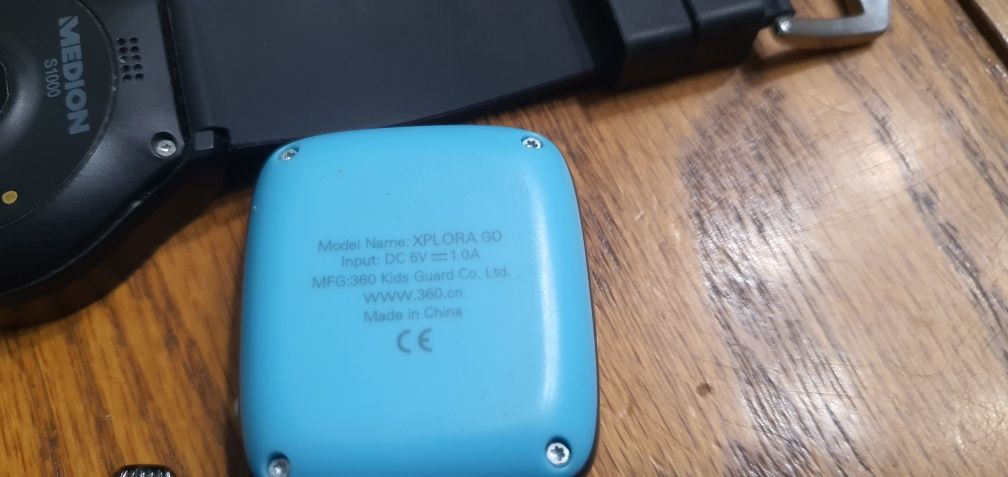 MEDION
S1000
Model Name: XPLORA GO
Input: DC 5V ⎓ 1.0A
MFG:360 Kids Guard Co. Ltd.
WWW.360.cn
Made in China
CE